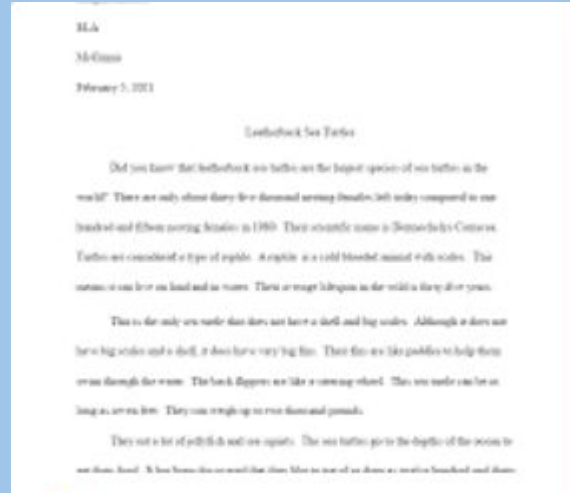 February 5,
Leatherback Sea Turtles
Did you know that leatherback sea turtles are the largest species of sea turtles in the
world? There are only about thirty five thousand nesting females left today compared to one
hundred and fifteen nesting females in 1980. Their scientific name is Dermochelys Coriacea.
Turtles are considered a type of reptile. A reptile is a cold blooded animal with scales. This
means it can live on land and in water. Their average lifespan in the wild is forty five years.
This is the only sea turtle that does not have a shell and big scales. Although it does not
have big scales and a shell, it does have very big fins. Their fins are like paddles to help them
swim through the water. The back flippers are like a steering wheel. This sea turtle can be as
long as seven feet. They can weigh up to two thousand pounds.
They eat a lot of jellyfish and sea squirts. The sea turtles go to the depths of the ocean to